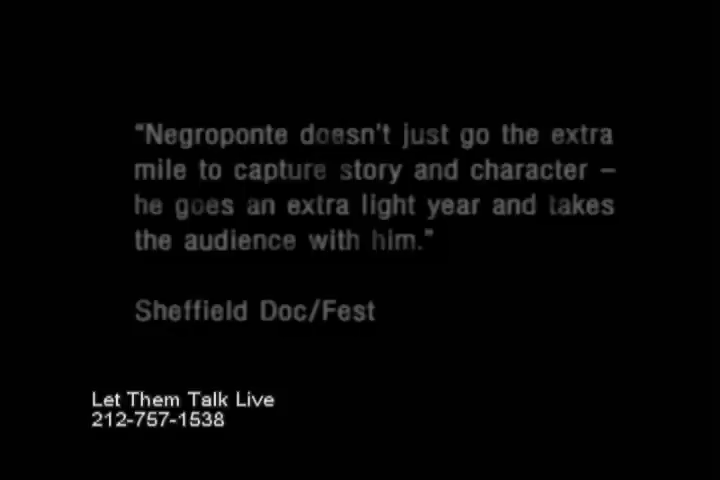 "Negroponte doesn't just go the extra
mile to capture story and character –
he goes an extra light year and takes
the audience with him."
Sheffield Doc/Fest
Let Them Talk Live
212-757-1538